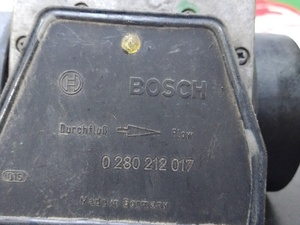 BOSCH
Durchfluß Flow
0 280 212 017
Made in Germany